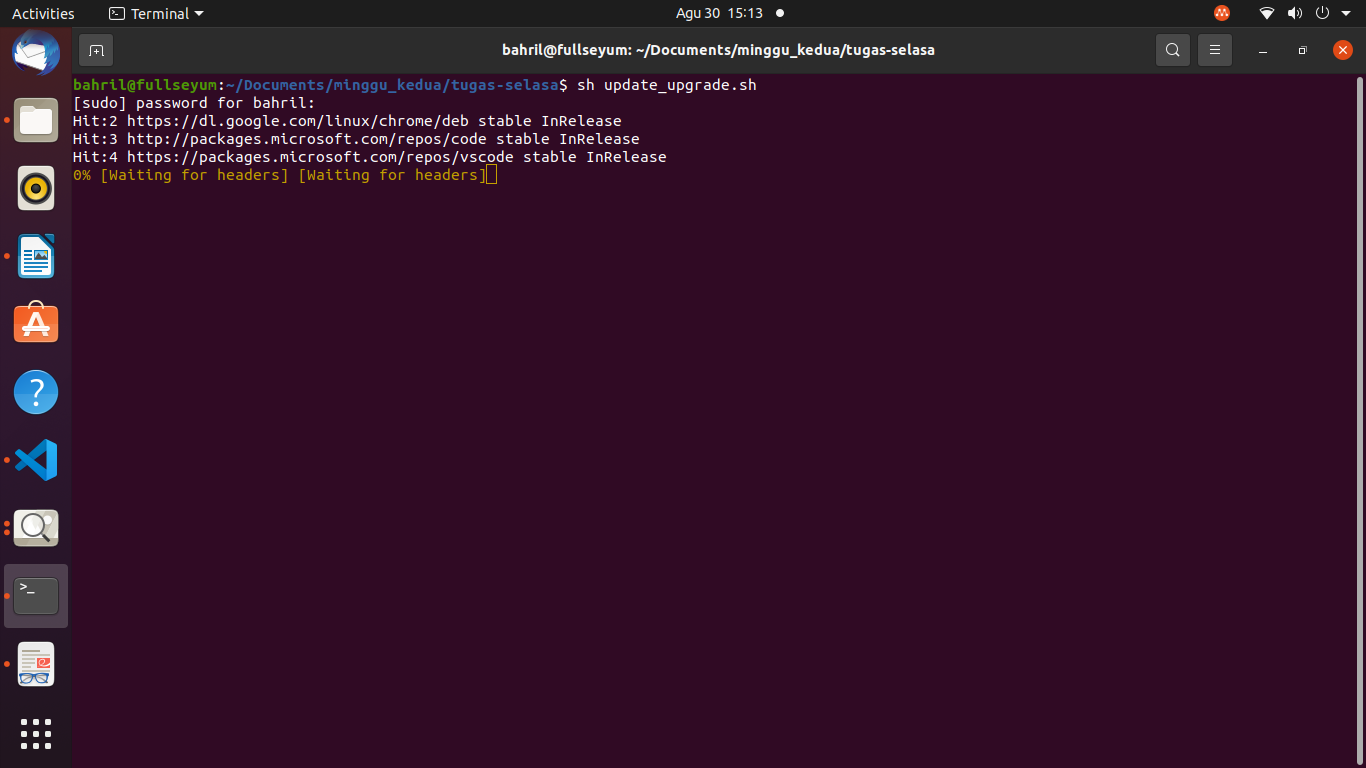 Activities
Terminal
Agu 30 15:13
bahril@fullseyum: ~/Documents/minggu_kedua/tugas-selasa
bahril@fullseyum:~/Documents/minggu_kedua/tugas-selasa$ sh update_upgrade.sh
[sudo] password for bahril:
Hit:2 https://dl.google.com/linux/chrome/deb stable InRelease
Hit:3 http://packages.microsoft.com/repos/code stable InRelease
Hit:4 https://packages.microsoft.com/repos/vscode stable InRelease
0% [Waiting for headers] [Waiting for headers]